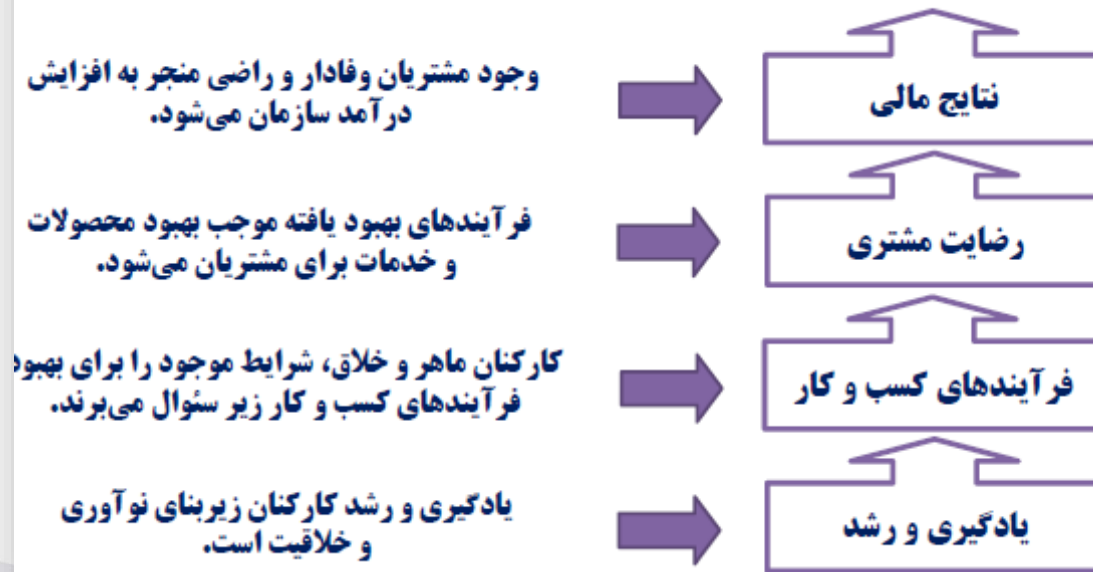 نتایج مالی
وجود مشتریان وفادار و راضی منجر به افزایش
درآمد سازمان می‌شود.
رضایت مشتری
فرآیندهای بهبود یافته موجب بهبود محصولات
و خدمات برای مشتریان می‌شود.
فرآیندهای کسب و کار
کارکنان ماهر و خلاق، شرایط موجود را برای بهبود
فرآیندهای کسب و کار زیر سئوال می‌برند.
یادگیری و رشد
یادگیری و رشد کارکنان زیربنای نوآوری
و خلاقیت است.